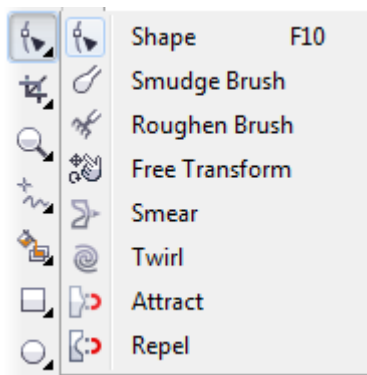 Shape F10
Smudge Brush
Roughen Brush
Free Transform
Smear
Twirl
Attract
Repel